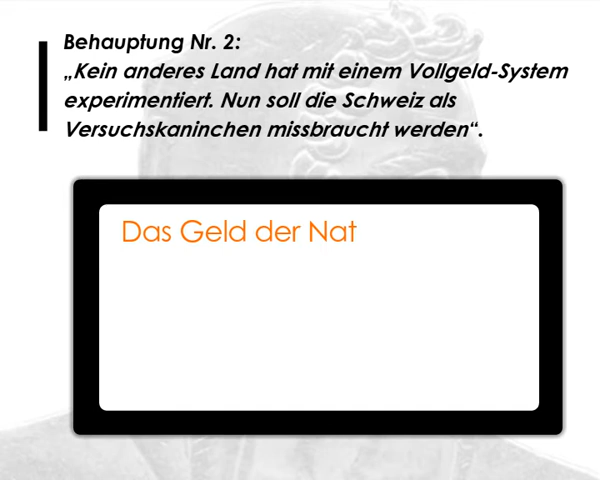 Behauptung Nr. 2:
„Kein anderes Land hat mit einem Vollgeld-System
experimentiert. Nun soll die Schweiz als
Versuchskaninchen missbraucht werden“.
Das Geld der Nat